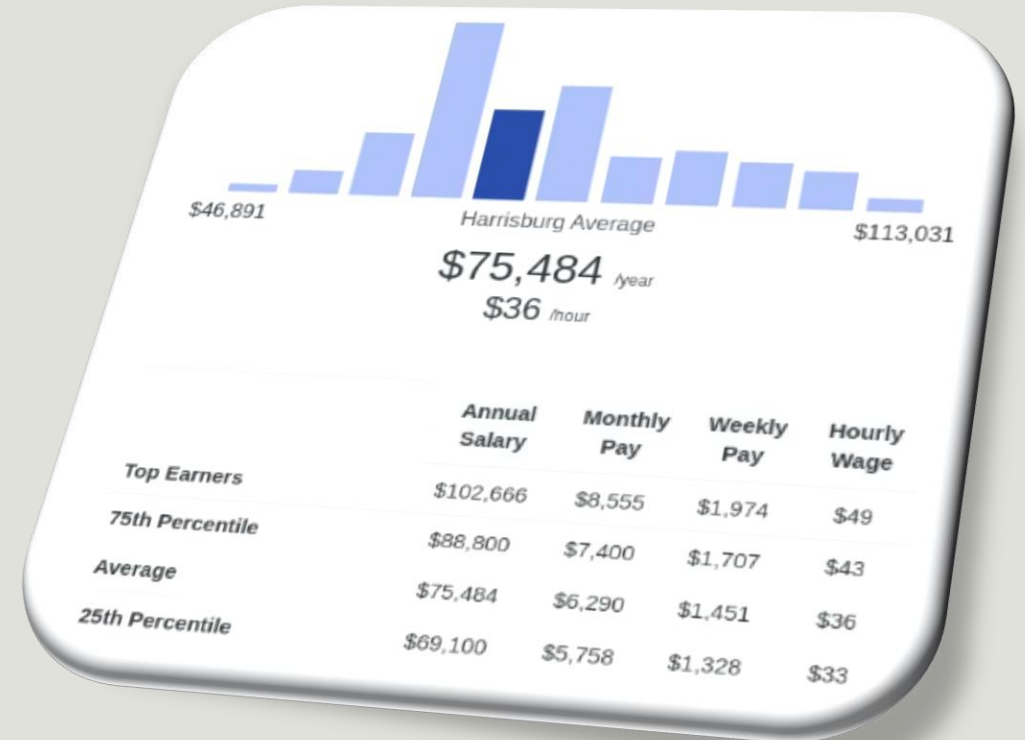 $46,891
Harrisburg Average
$113,031
$75,484 /year
$36 /hour
Annual Salary Monthly Pay Weekly Pay Hourly Wage
Top Earners $102,666 $8,555 $1,974 $49
75th Percentile $88,800 $7,400 $1,707 $43
Average $75,484 $6,290 $1,451 $36
25th Percentile $69,100 $5,758 $1,328 $33